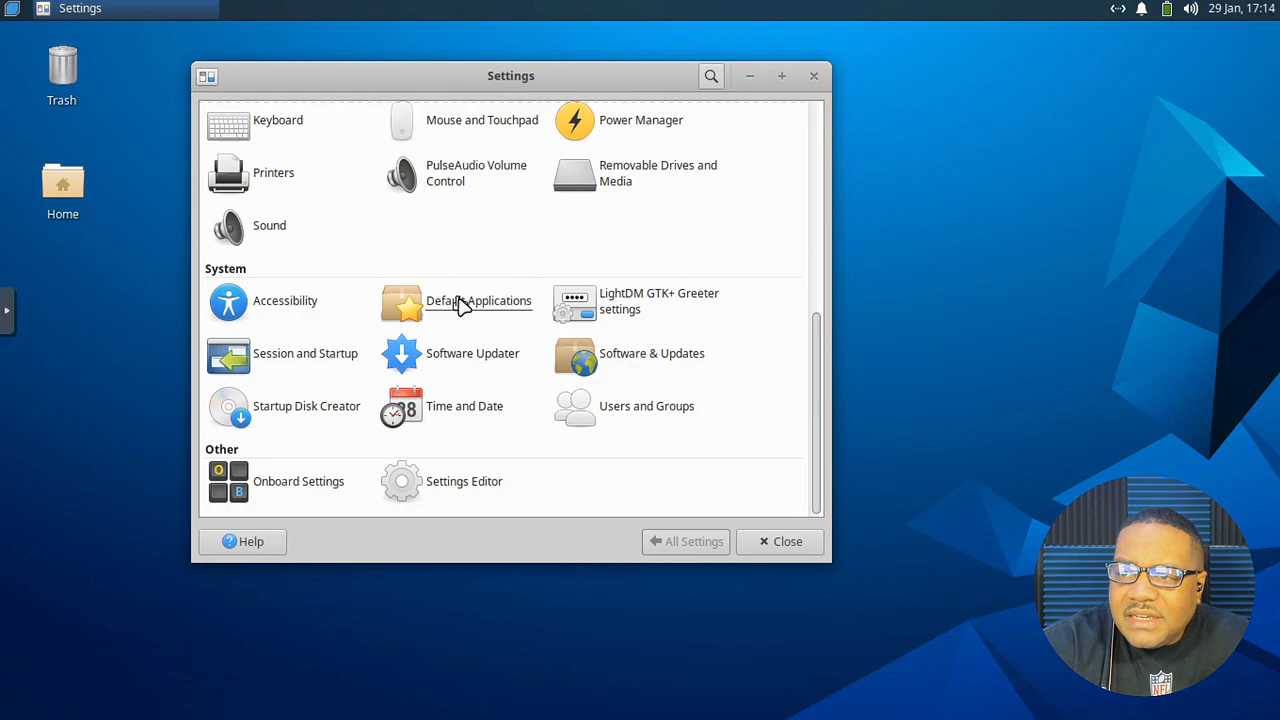 Settings
29 Jan, 17:14
Trash
Home
Settings
Keyboard
Mouse and Touchpad
Power Manager
Printers
PulseAudio Volume
Control
Removable Drives and
Media
Sound
System
Accessibility
Default Applications
LightDM GTK+ Greeter
settings
Session and Startup
Software Updater
Software & Updates
Startup Disk Creator
38
Time and Date
Users and Groups
Other
O
B
Onboard Settings
Settings Editor
? Help
All Settings
Close
NFL